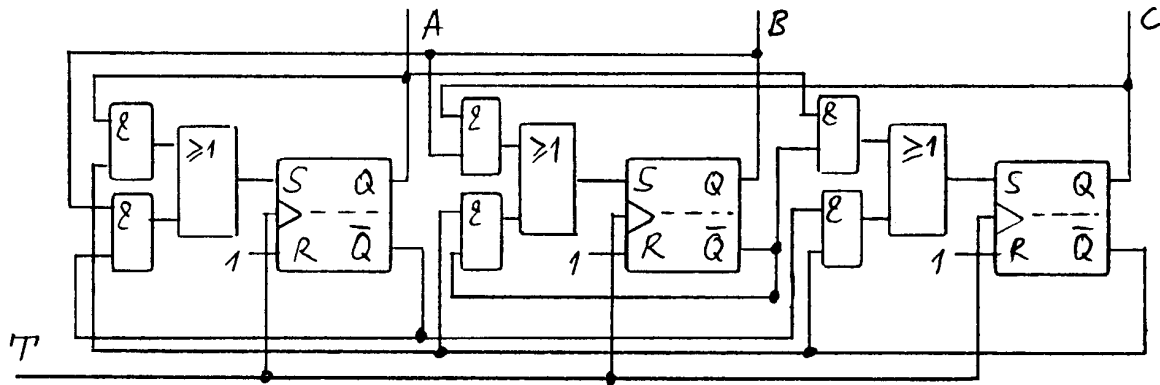 A B C
& & &
≥1 ≥1 ≥1
S Q S Q S Q
& & &
1 R Q̅ 1 R Q̅ 1 R Q̅
T